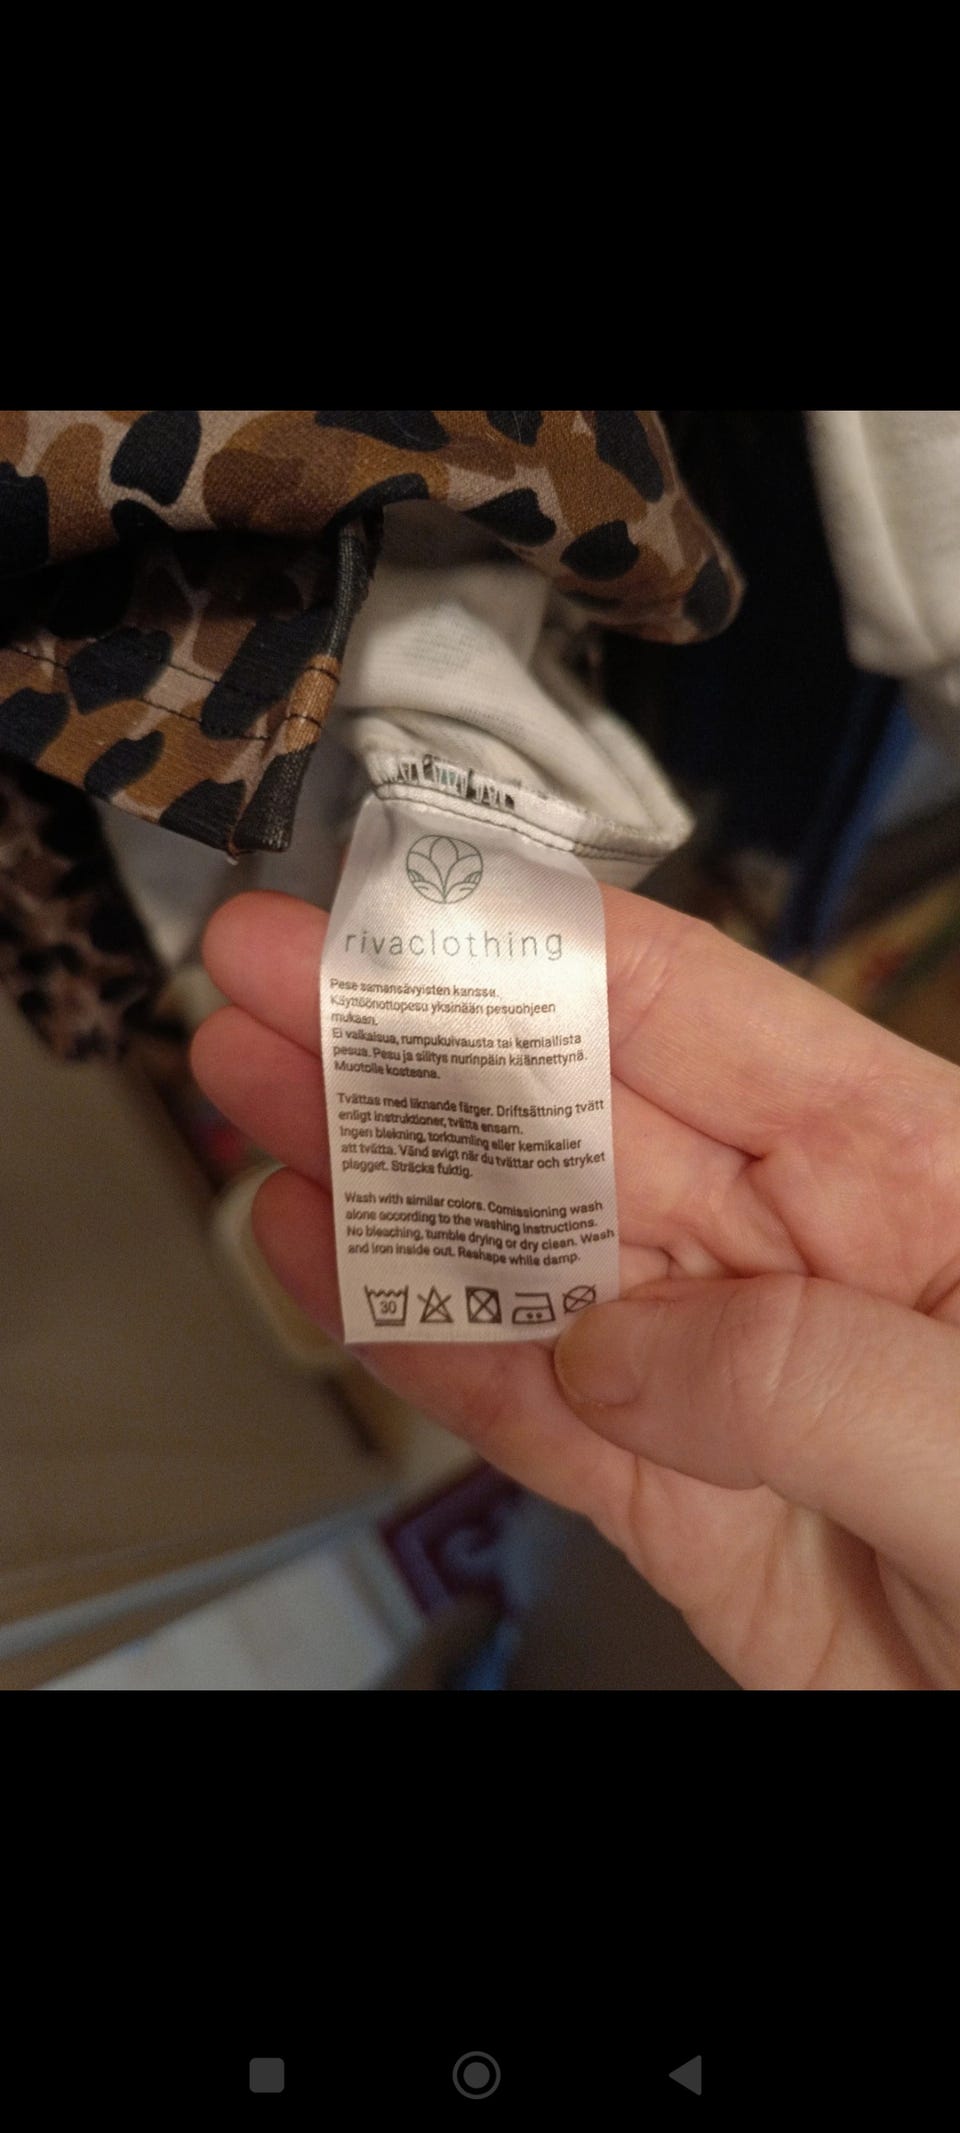 rivaclothing
Pese samansävyisten kanssa.
Käyttöönottopesu yksinään pesuohjeen
mukaan.
Ei valkaisua, rumpukuivausta tai kemiallista
pesua. Pesu ja silitys nurinpäin käännettynä.
Muotoile kosteana.
Tvättas med liknande färger. Driftsättning tvätt
enligt instruktioner, tvätta ensam.
Ingen blekning, torktumling eller kemikalier
att tvätta. Vänd avigt när du tvättar och stryket
plagget. Sträcks fuktig.
Wash with similar colors. Comissioning wash
alone according to the washing instructions.
No bleaching, tumble drying or dry clean. Wash
and iron inside out. Reshape while damp.
30